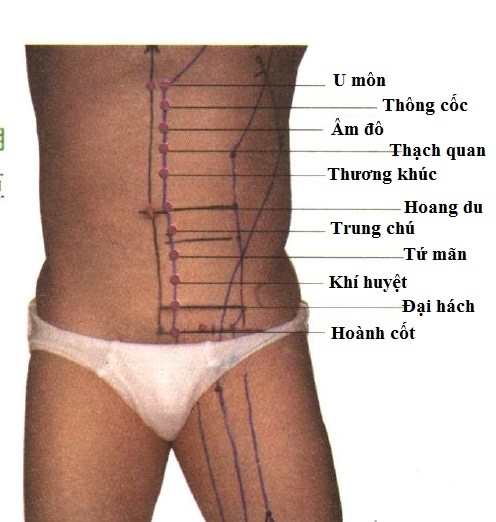 U môn
Thông cốc
Âm đô
Thạch quan
Thương khúc
Hoang du
Trung chú
Tứ mãn
Khí huyệt
Đại hách
Hoành cốt